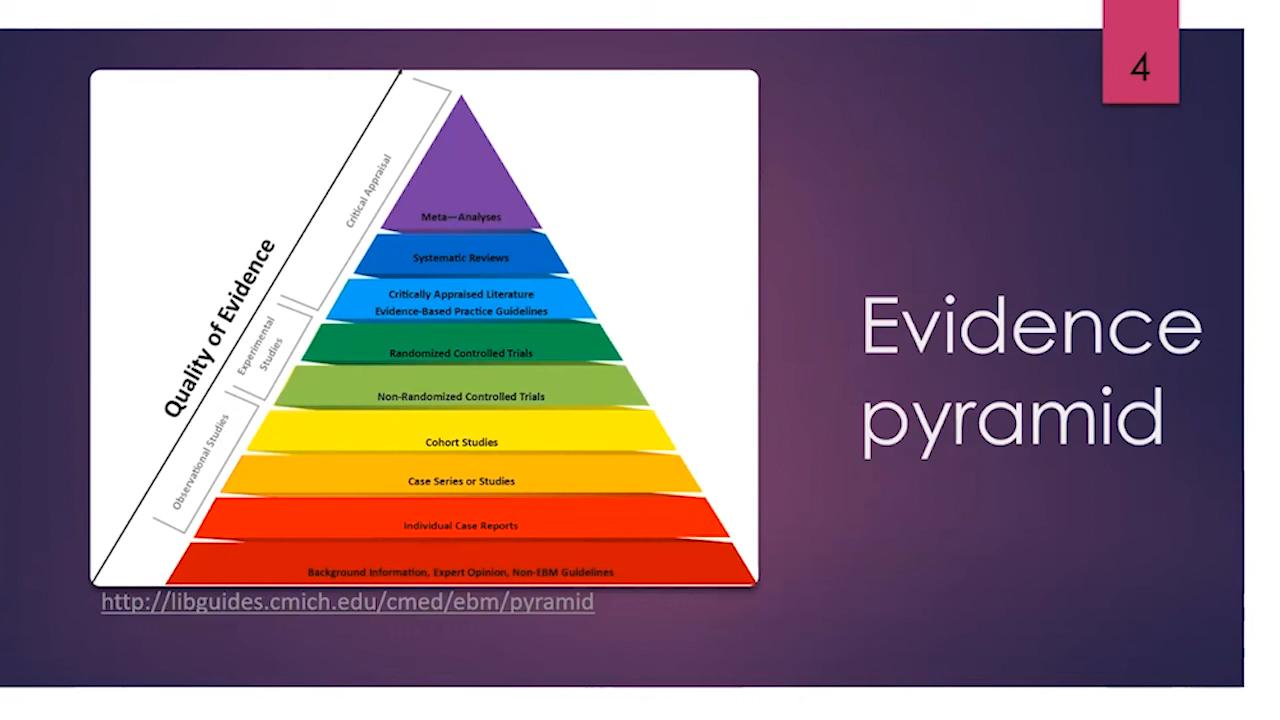 4
Quality of Evidence
Critical Appraisal
Experimental
Studies
Observational Studies
Meta—Analyses
Systematic Reviews
Critically Appraised Literature
Evidence-Based Practice Guidelines
Randomized Controlled Trials
Non-Randomized Controlled Trials
Cohort Studies
Case Series or Studies
Individual Case Reports
Background Information, Expert Opinion, Non-EBM Guidelines
http://libguides.cmich.edu/cmed/ebm/pyramid
Evidence
pyramid